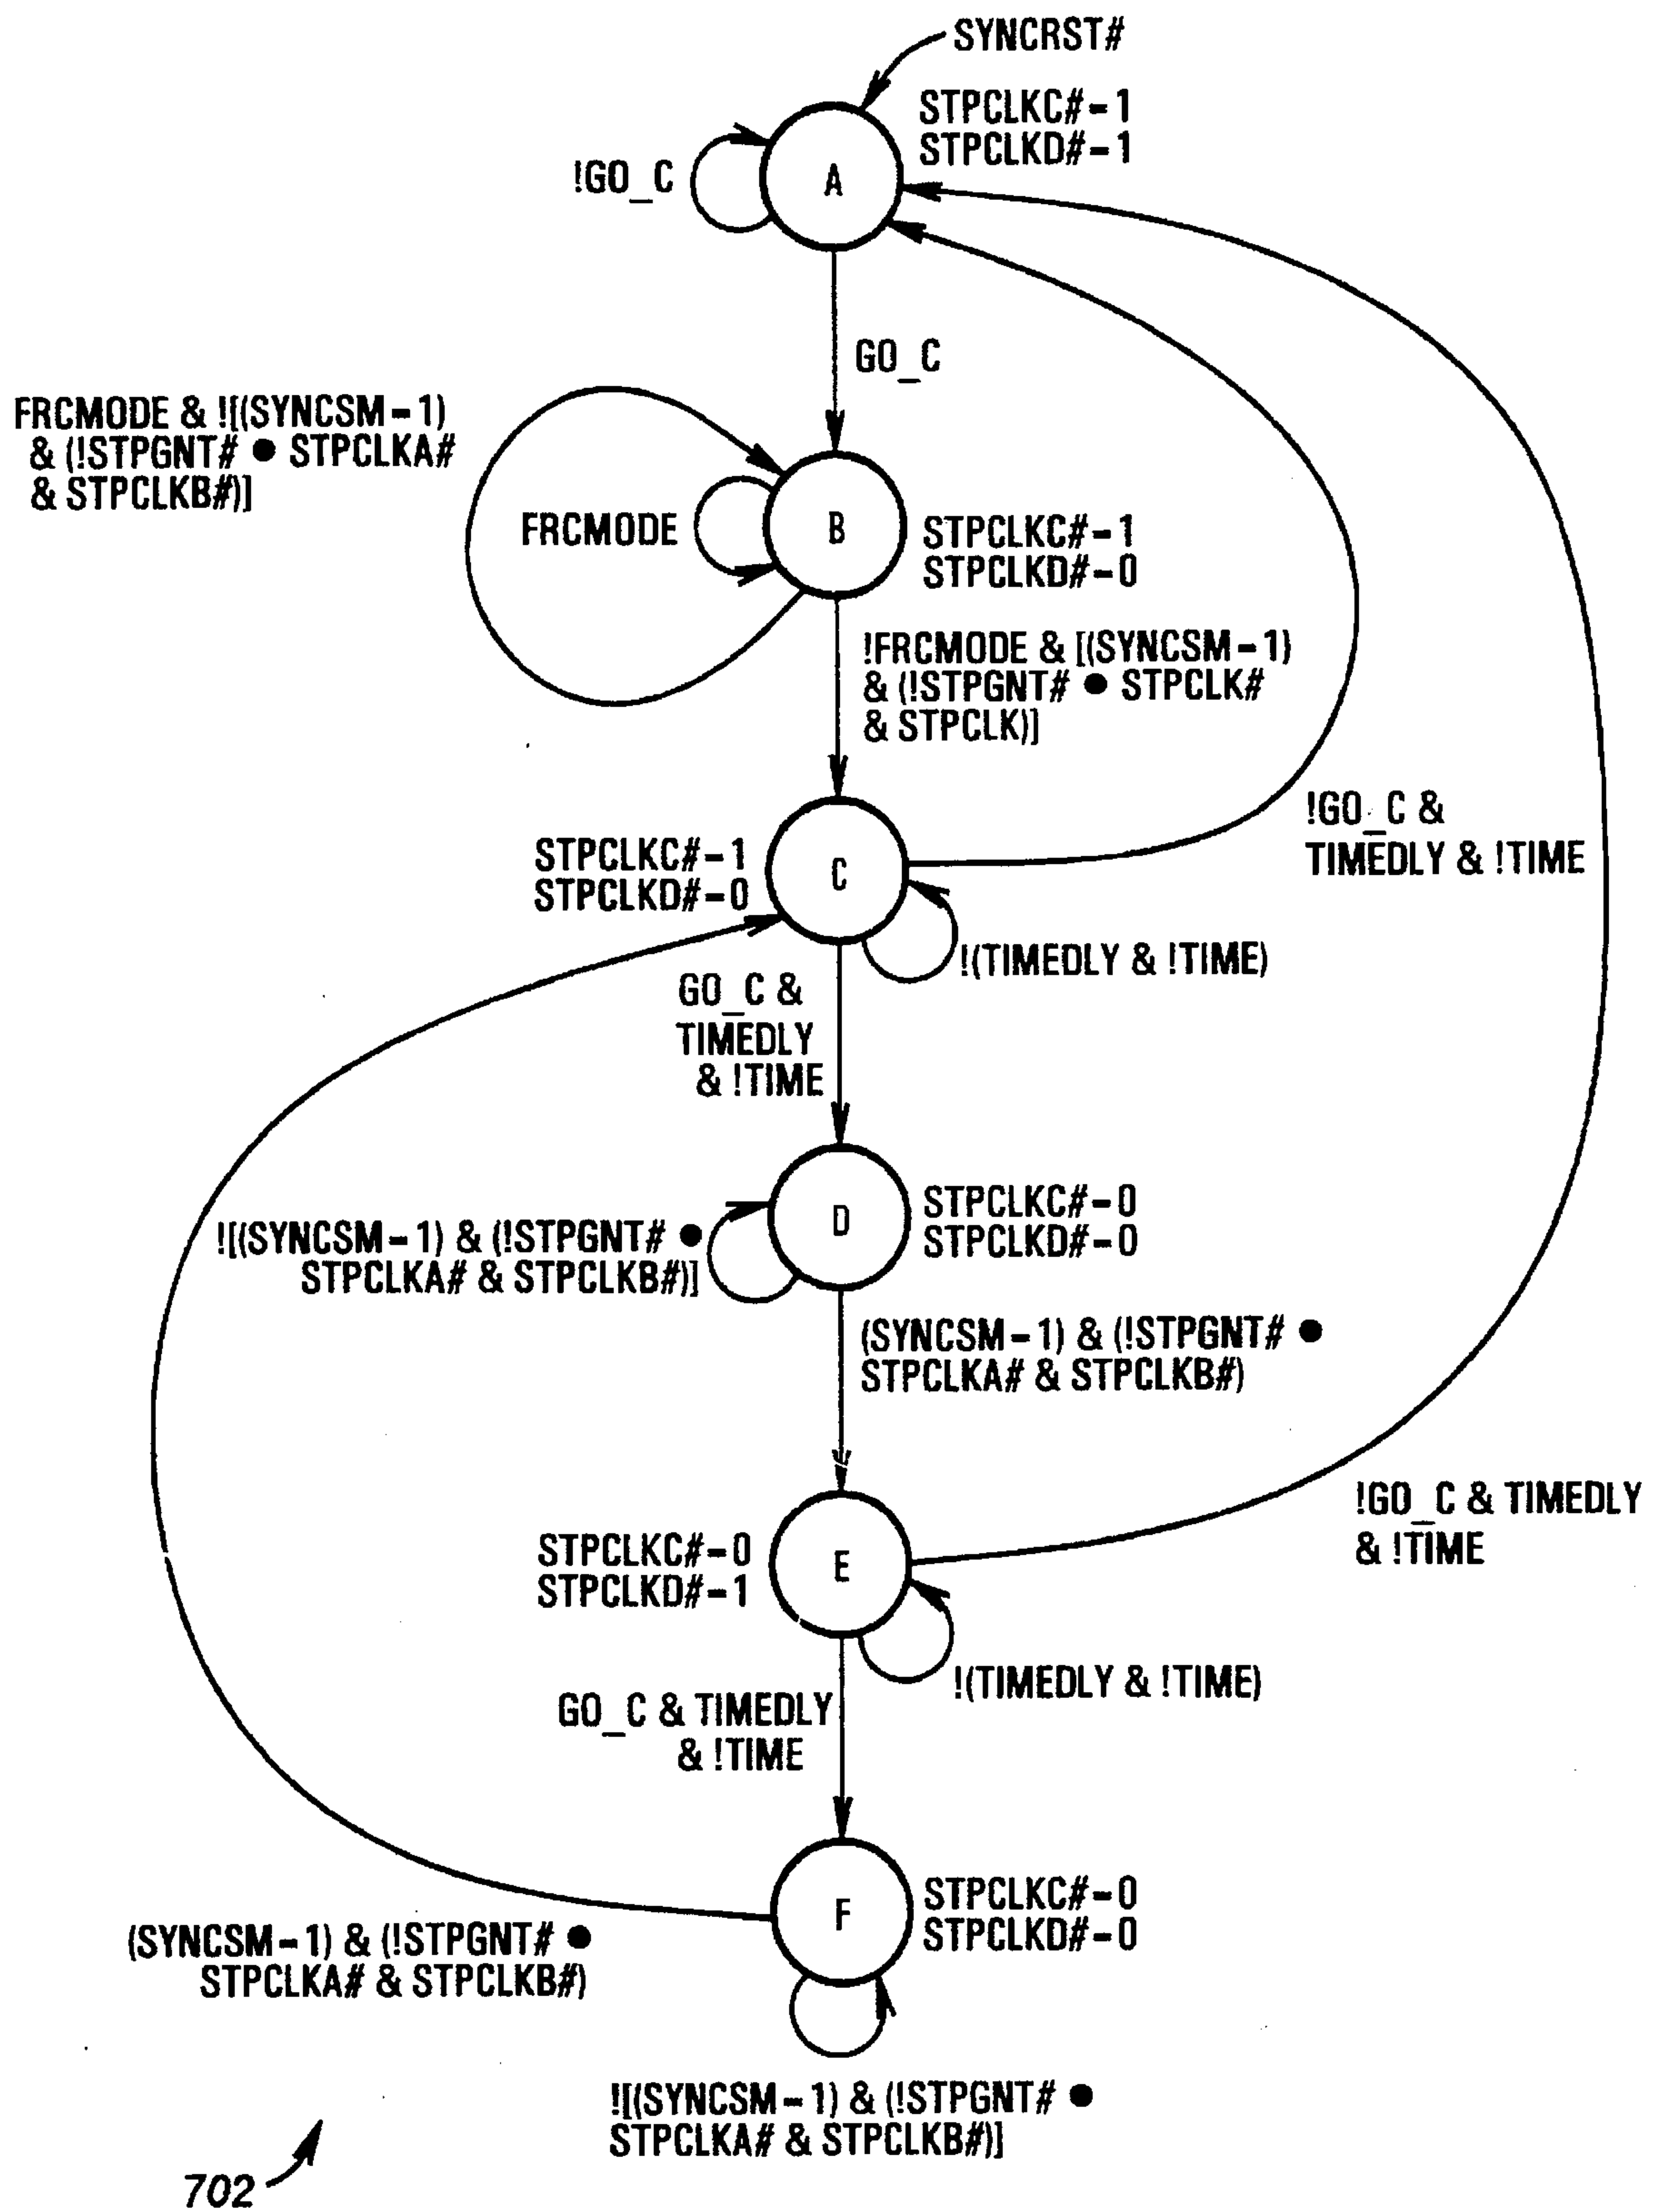 SYNCRST#
STPCLKC#=1
STPCLKD#=1
!GO_C
A
GO_C
FRCMODE & ![(SYNCSM=1)
& (!STPGNT# ● STPCLKA#
& STPCLKB#)]
FRCMODE
B
STPCLKC#=1
STPCLKD#=0
!FRCMODE & [(SYNCSM=1)
& (!STPGNT# ● STPCLK#
& STPCLK)]
!GO_C &
TIMEDLY & !TIME
STPCLKC#=1
STPCLKD#=0
C
!(TIMEDLY & !TIME)
GO_C &
TIMEDLY
& !TIME
D
STPCLKC#=0
STPCLKD#=0
![(SYNCSM=1) & (!STPGNT# ●
STPCLKA# & STPCLKB#)]
(SYNCSM=1) & (!STPGNT# ●
STPCLKA# & STPCLKB#)
!GO_C & TIMEDLY
& !TIME
STPCLKC#=0
STPCLKD#=1
E
!(TIMEDLY & !TIME)
GO_C & TIMEDLY
& !TIME
F
STPCLKC#=0
STPCLKD#=0
(SYNCSM=1) & (!STPGNT# ●
STPCLKA# & STPCLKB#)
![(SYNCSM=1) & (!STPGNT# ●
STPCLKA# & STPCLKB#)]
702